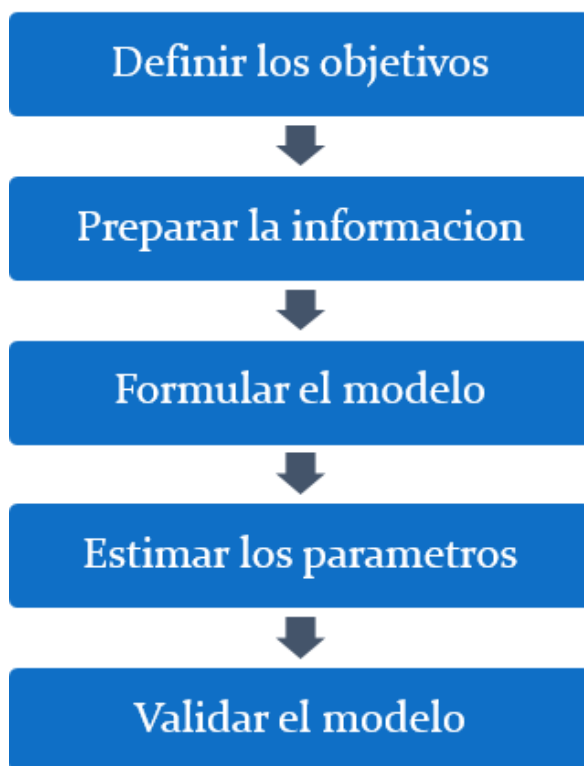 Definir los objetivos
Preparar la informacion
Formular el modelo
Estimar los parametros
Validar el modelo